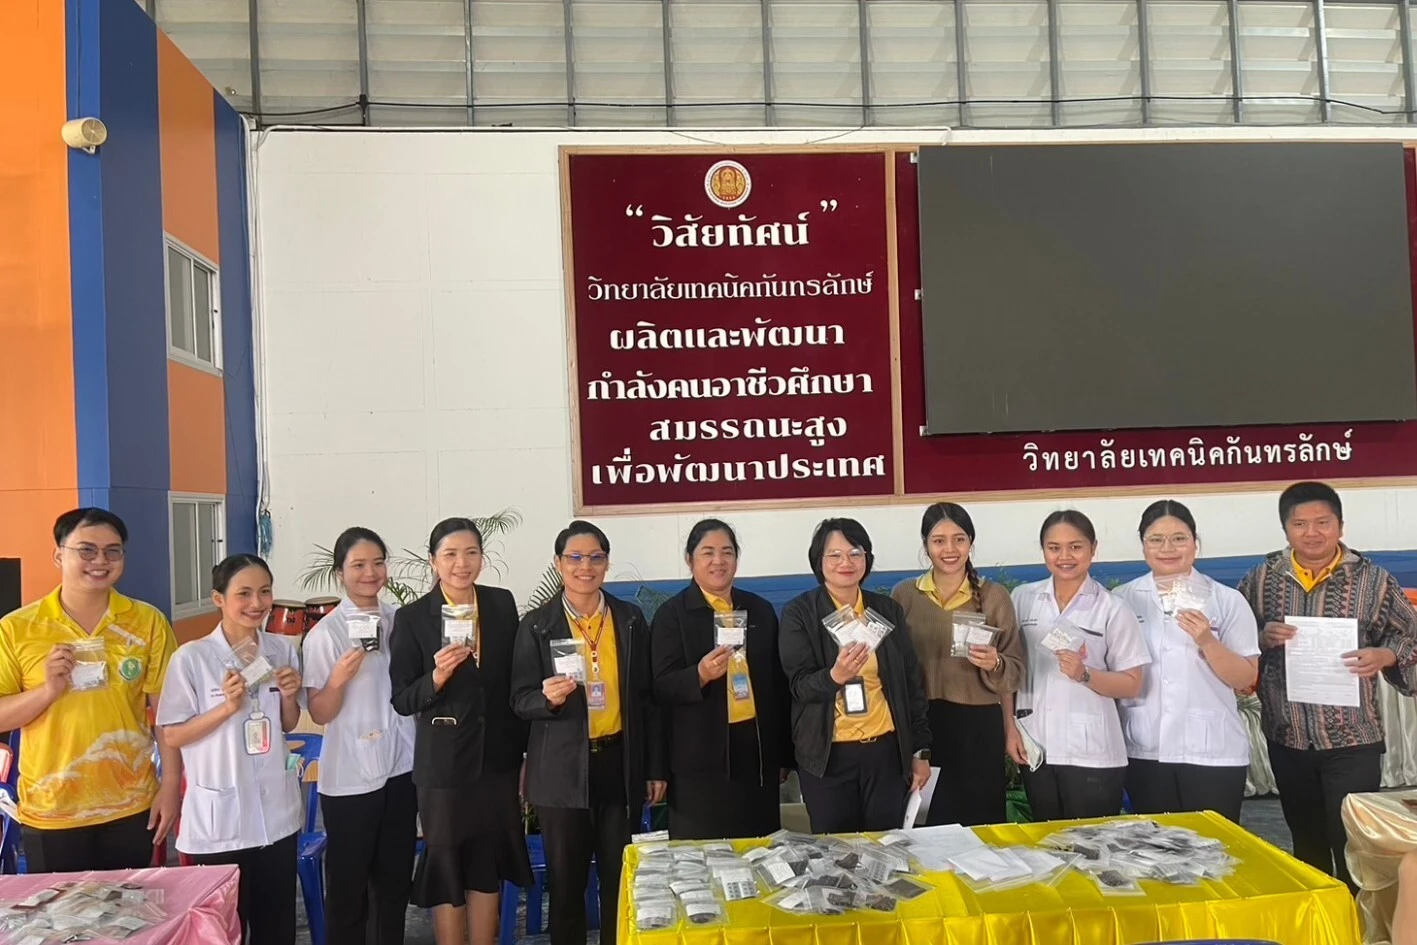 “วิสัยทัศน์”
วิทยาลัยเทคนิคกันทรลักษ์
ผลิตและพัฒนา
กำลังคนอาชีวศึกษา
สมรรถนะสูง
เพื่อพัฒนาประเทศ
วิทยาลัยเทคนิคกันทรลักษ์